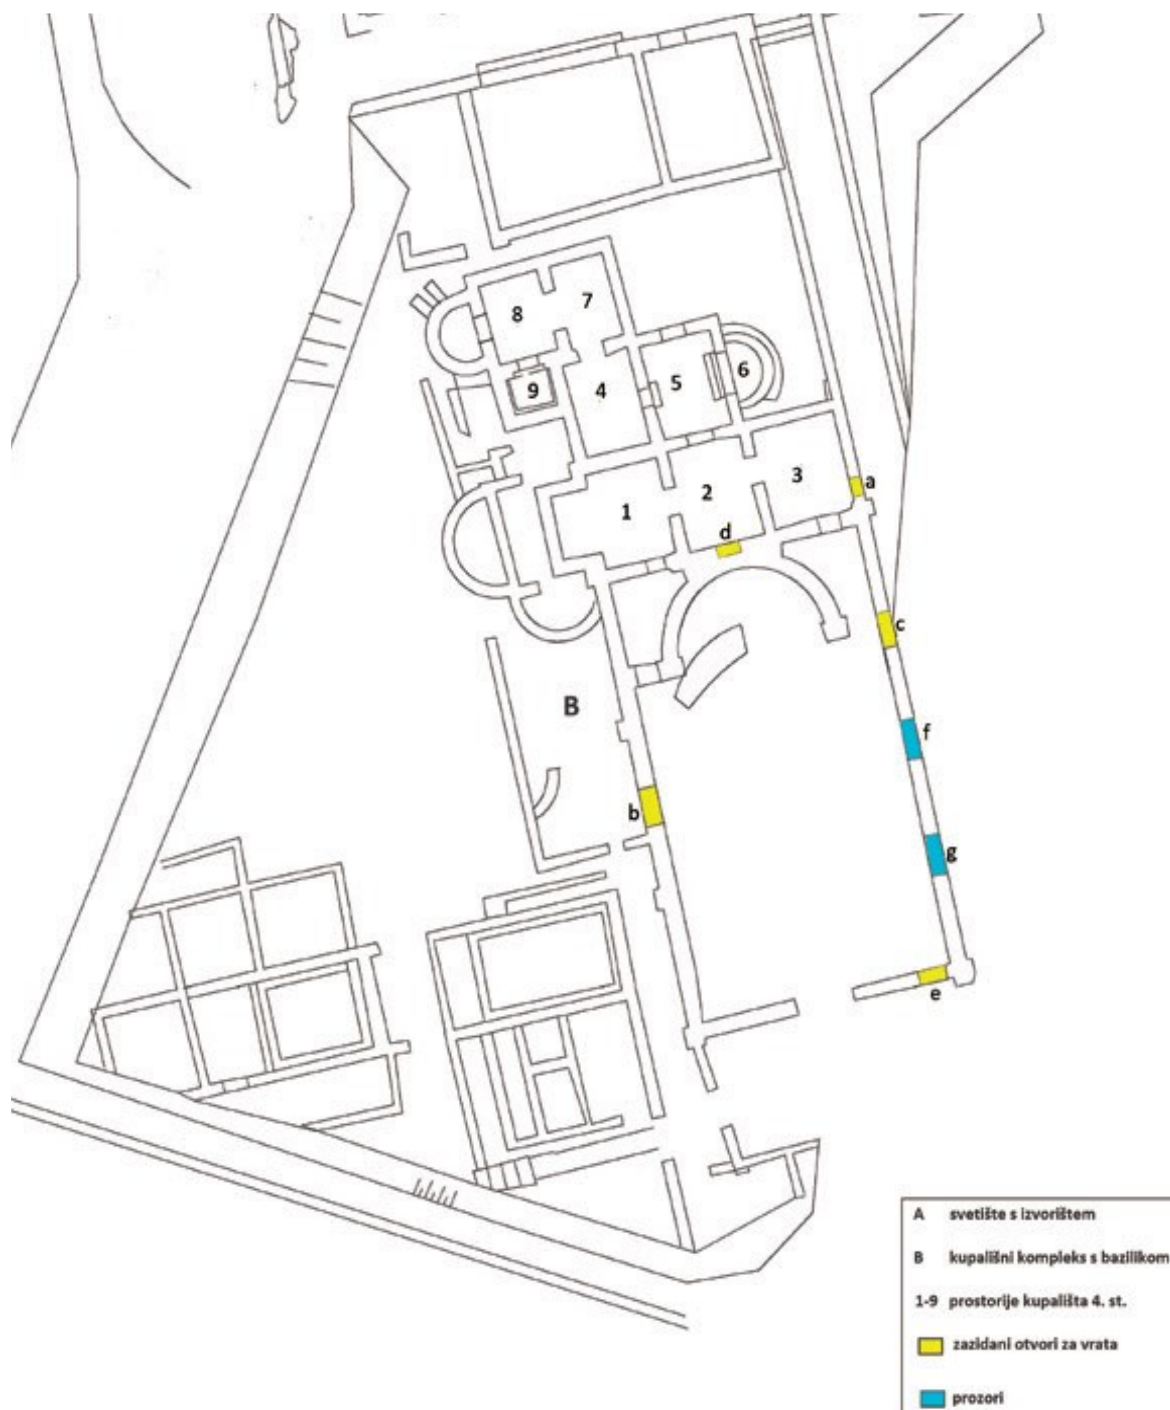 8
7
9
4
5
6
1
2
3
a
d
c
B
f
b
g
e
A svetište s izvorištem
B kupališni kompleks s bazilikom
1-9 prostorije kupališta 4. st.
zazidani otvori za vrata
prozori